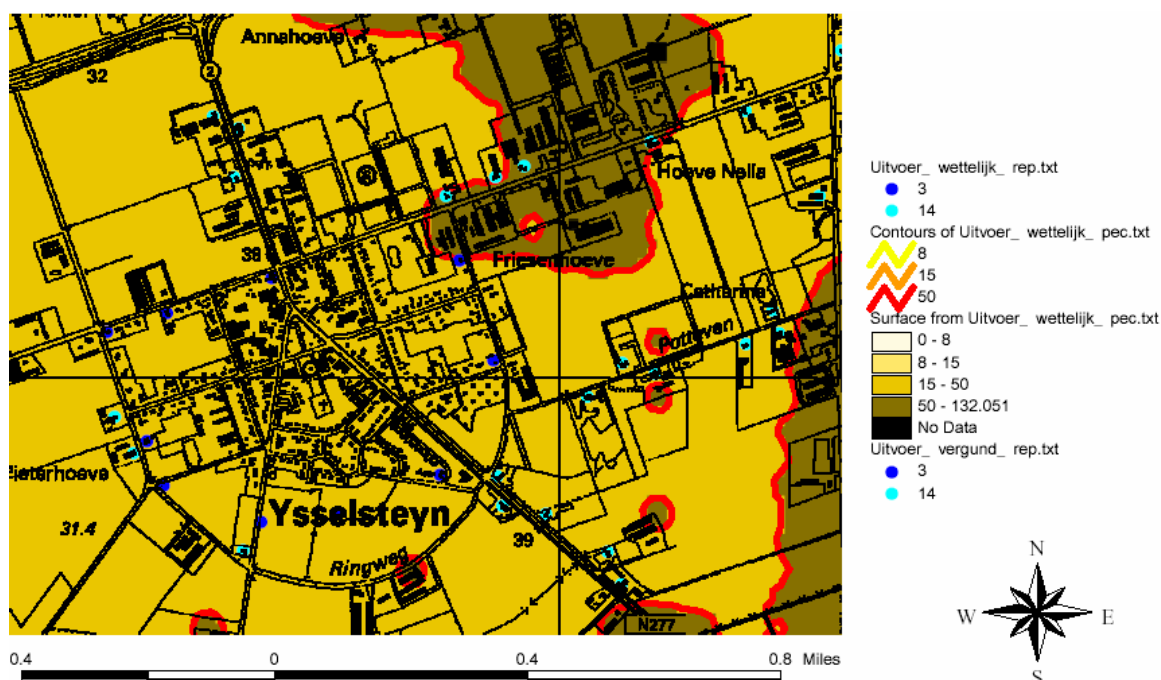 Annahoeve
32
2
Hoeve Nella
38
Friesenhoeve
Catharina
Potteven
Ysselsteyn
31.4
39
Ringweg
N277
0.4
0
0.4
0.8
Miles
Uitvoer_ wettelijk_ rep.txt
3
14
Contours of Uitvoer_ wettelijk_ pec.txt
8
15
50
Surface from Uitvoer_ wettelijk_ pec.txt
0 - 8
8 - 15
15 - 50
50 - 132.051
No Data
Uitvoer_ vergund_ rep.txt
3
14
N
W
E
S